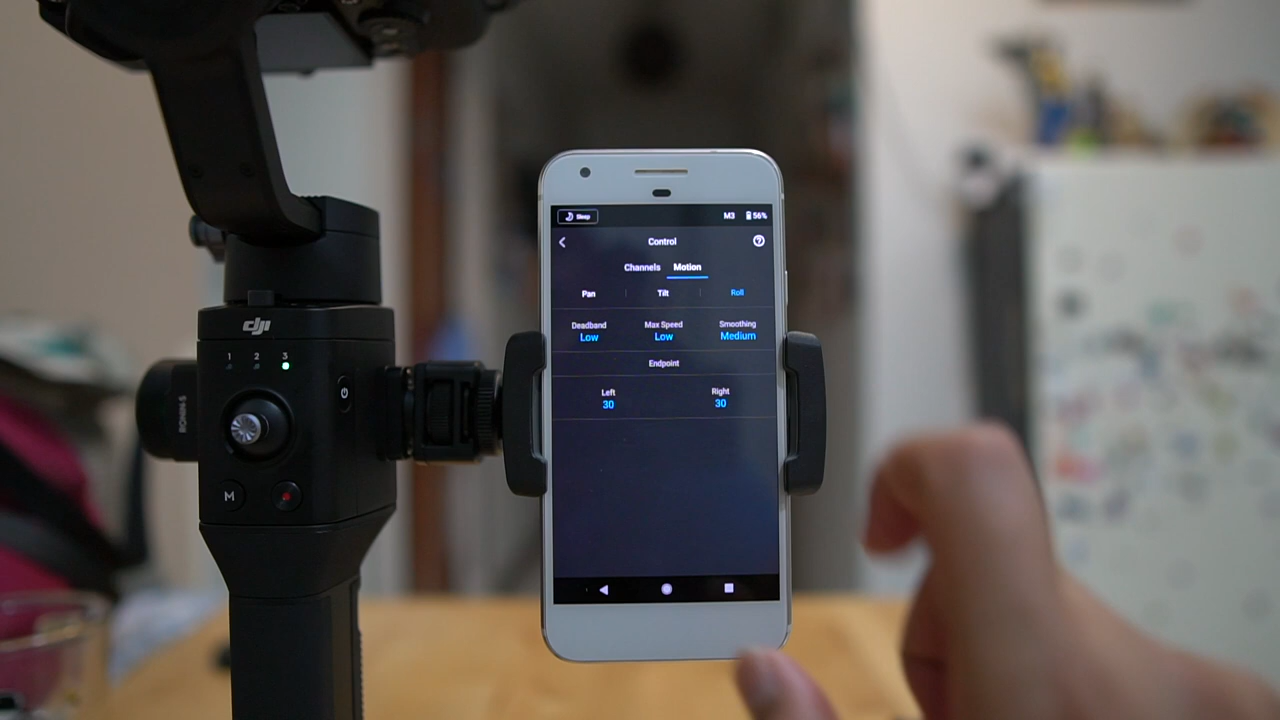 Sleep M3 56%
Control
Channels Motion
Pan Tilt Roll
Deadband Max Speed Smoothing
Low Low Medium
Endpoint
Left Right
30 30
dji
1 2 3
RONIN-S
M